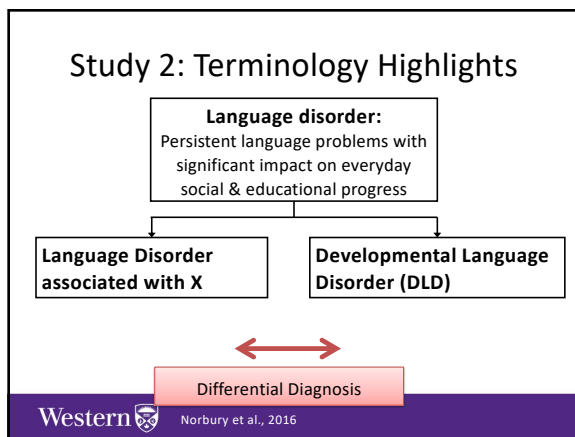 Study 2: Terminology Highlights
Language disorder:
Persistent language problems with
significant impact on everyday
social & educational progress
Language Disorder
associated with X
Developmental Language
Disorder (DLD)
Differential Diagnosis
Western
Norbury et al., 2016